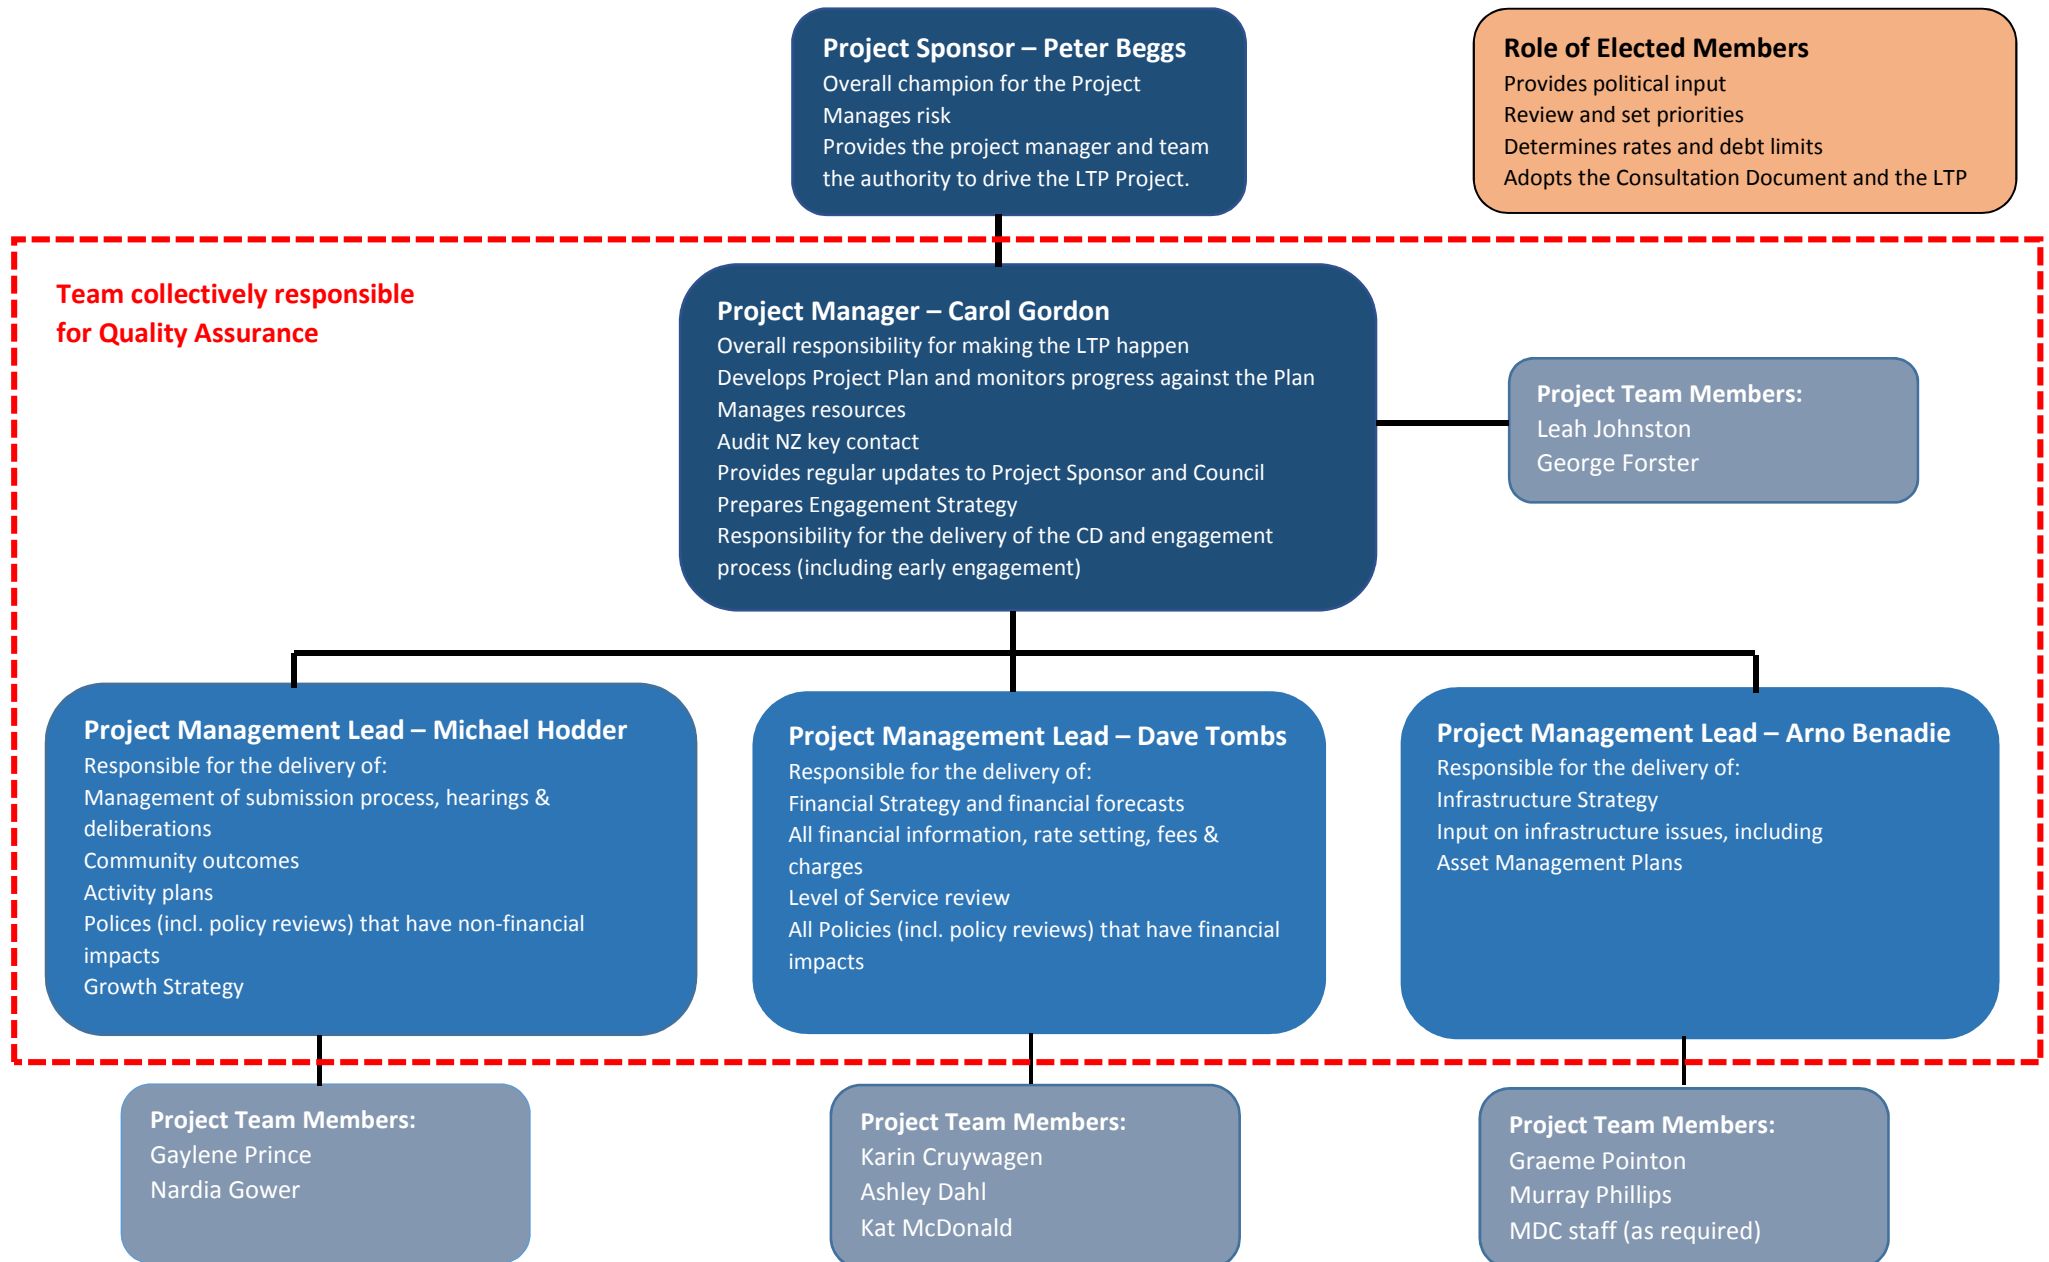 Project Sponsor – Peter Beggs
Overall champion for the Project
Manages risk
Provides the project manager and team
the authority to drive the LTP Project.
Role of Elected Members
Provides political input
Review and set priorities
Determines rates and debt limits
Adopts the Consultation Document and the LTP
Team collectively responsible
for Quality Assurance
Project Manager – Carol Gordon
Overall responsibility for making the LTP happen
Develops Project Plan and monitors progress against the Plan
Manages resources
Audit NZ key contact
Provides regular updates to Project Sponsor and Council
Prepares Engagement Strategy
Responsibility for the delivery of the CD and engagement
process (including early engagement)
Project Team Members:
Leah Johnston
George Forster
Project Management Lead – Michael Hodder
Responsible for the delivery of:
Management of submission process, hearings &
deliberations
Community outcomes
Activity plans
Polices (incl. policy reviews) that have non-financial
impacts
Growth Strategy
Project Management Lead – Dave Tombs
Responsible for the delivery of:
Financial Strategy and financial forecasts
All financial information, rate setting, fees &
charges
Level of Service review
All Policies (incl. policy reviews) that have financial
impacts
Project Management Lead – Arno Benadie
Responsible for the delivery of:
Infrastructure Strategy
Input on infrastructure issues, including
Asset Management Plans
Project Team Members:
Gaylene Prince
Nardia Gower
Project Team Members:
Karin Cruywagen
Ashley Dahl
Kat McDonald
Project Team Members:
Graeme Pointon
Murray Phillips
MDC staff (as required)